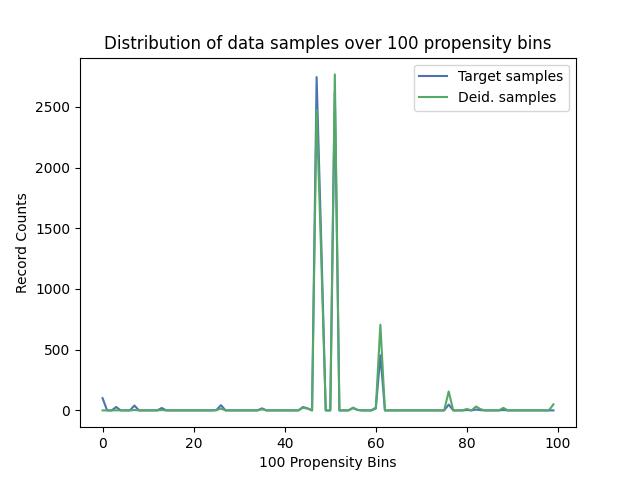 Distribution of data samples over 100 propensity bins
Target samples
Deid. samples
Record Counts
2500
2000
1500
1000
500
0
0 20 40 60 80 100
100 Propensity Bins